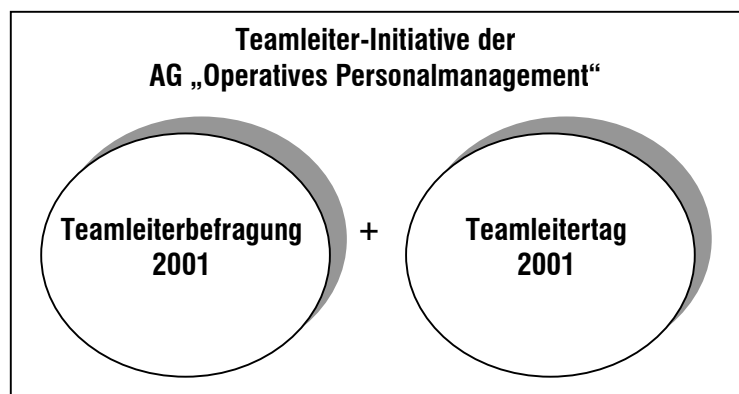 Teamleiter-Initiative der
AG „Operatives Personalmanagement“
Teamleiterbefragung
2001
+
Teamleitertag
2001